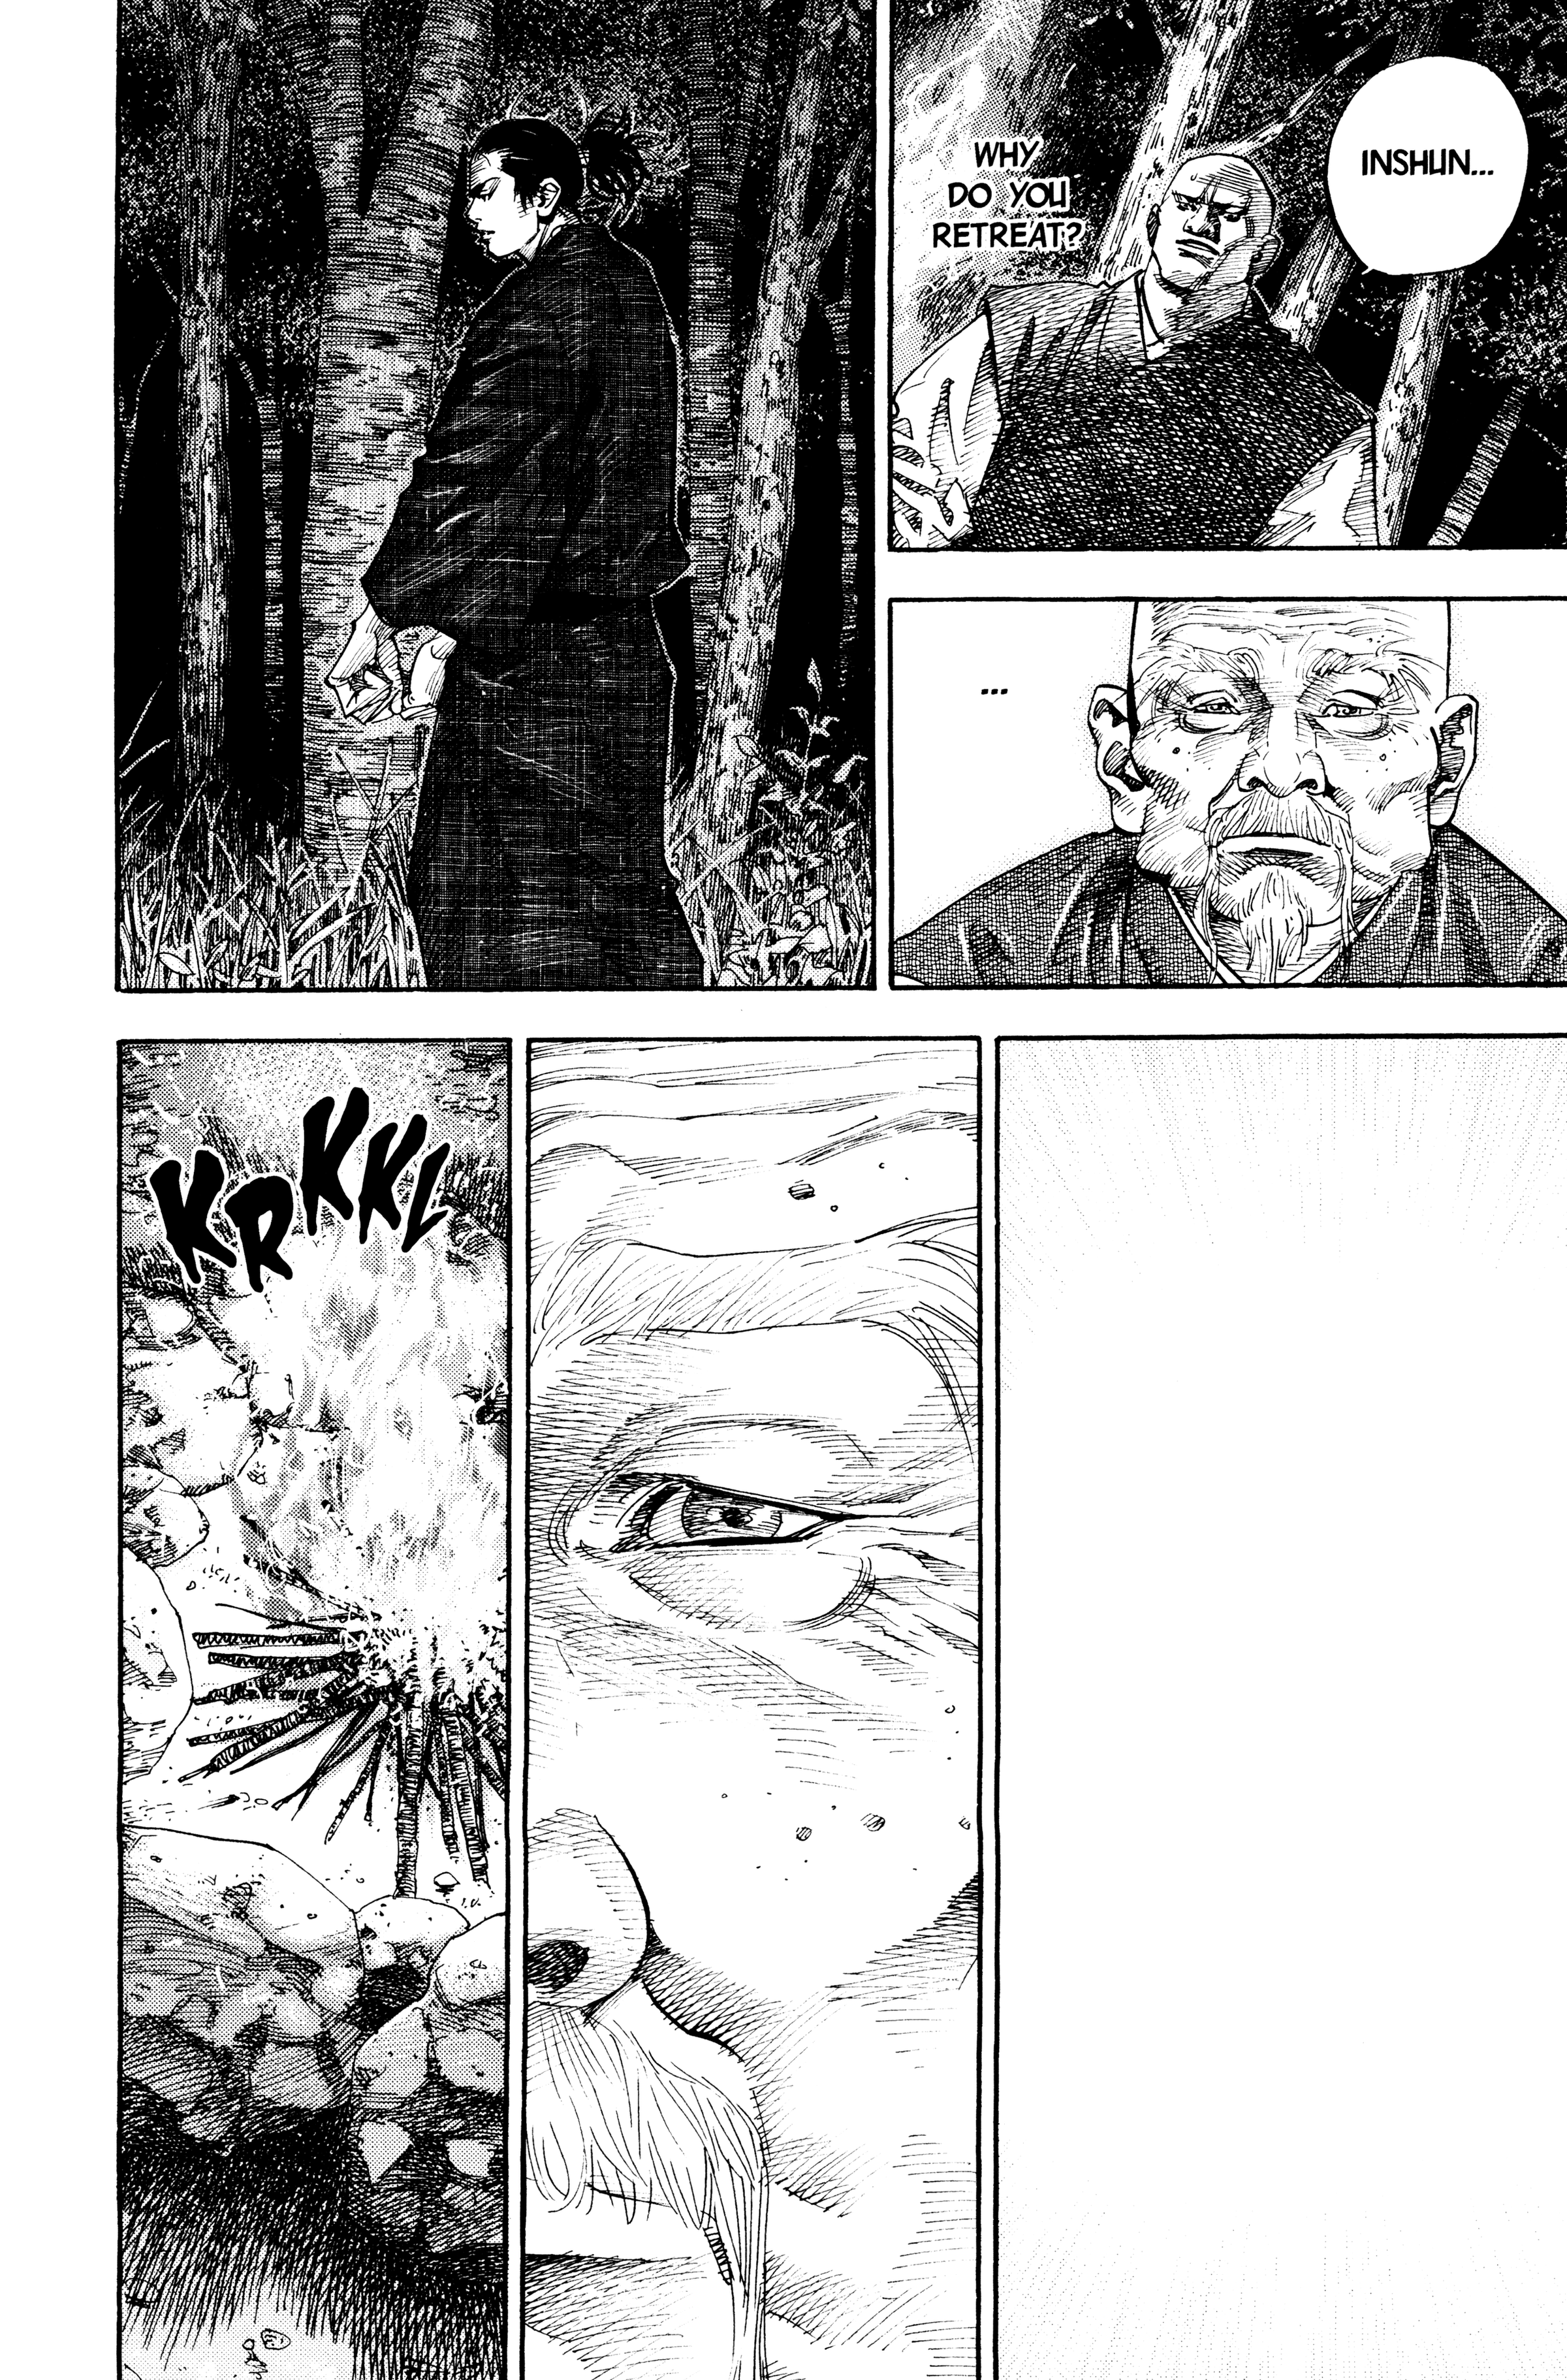 INSHUN...
WHY
DO YOU
RETREAT?
...
KRKKL